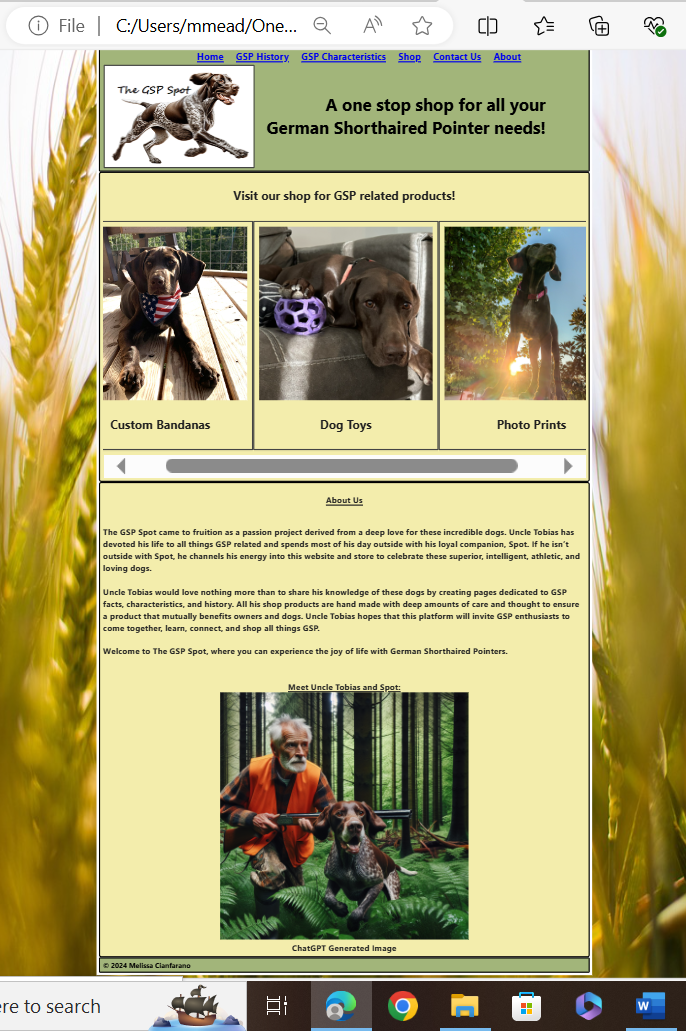 File
C:/Users/mmead/One...
Home GSP History GSP Characteristics Shop Contact Us About
The GSP Spot
A one stop shop for all your
German Shorthaired Pointer needs!
Visit our shop for GSP related products!
Custom Bandanas Dog Toys Photo Prints
About Us
The GSP Spot came to fruition as a passion project derived from a deep love for these incredible dogs. Uncle Tobias has
devoted his life to all things GSP related and spends most of his day outside with his loyal companion, Spot. If he isn't
outside with Spot, he channels his energy into this website and store to celebrate these superior, intelligent, athletic, and
loving dogs.
Uncle Tobias would love nothing more than to share his knowledge of these dogs by creating pages dedicated to GSP
facts, characteristics, and history. All his shop products are hand made with deep amounts of care and thought to ensure
a product that mutually benefits owners and dogs. Uncle Tobias hopes that this platform will invite GSP enthusiasts to
come together, learn, connect, and shop all things GSP.
Welcome to The GSP Spot, where you can experience the joy of life with German Shorthaired Pointers.
Meet Uncle Tobias and Spot:
ChatGPT Generated Image
© 2024 Melissa Cianfarano
ere to search